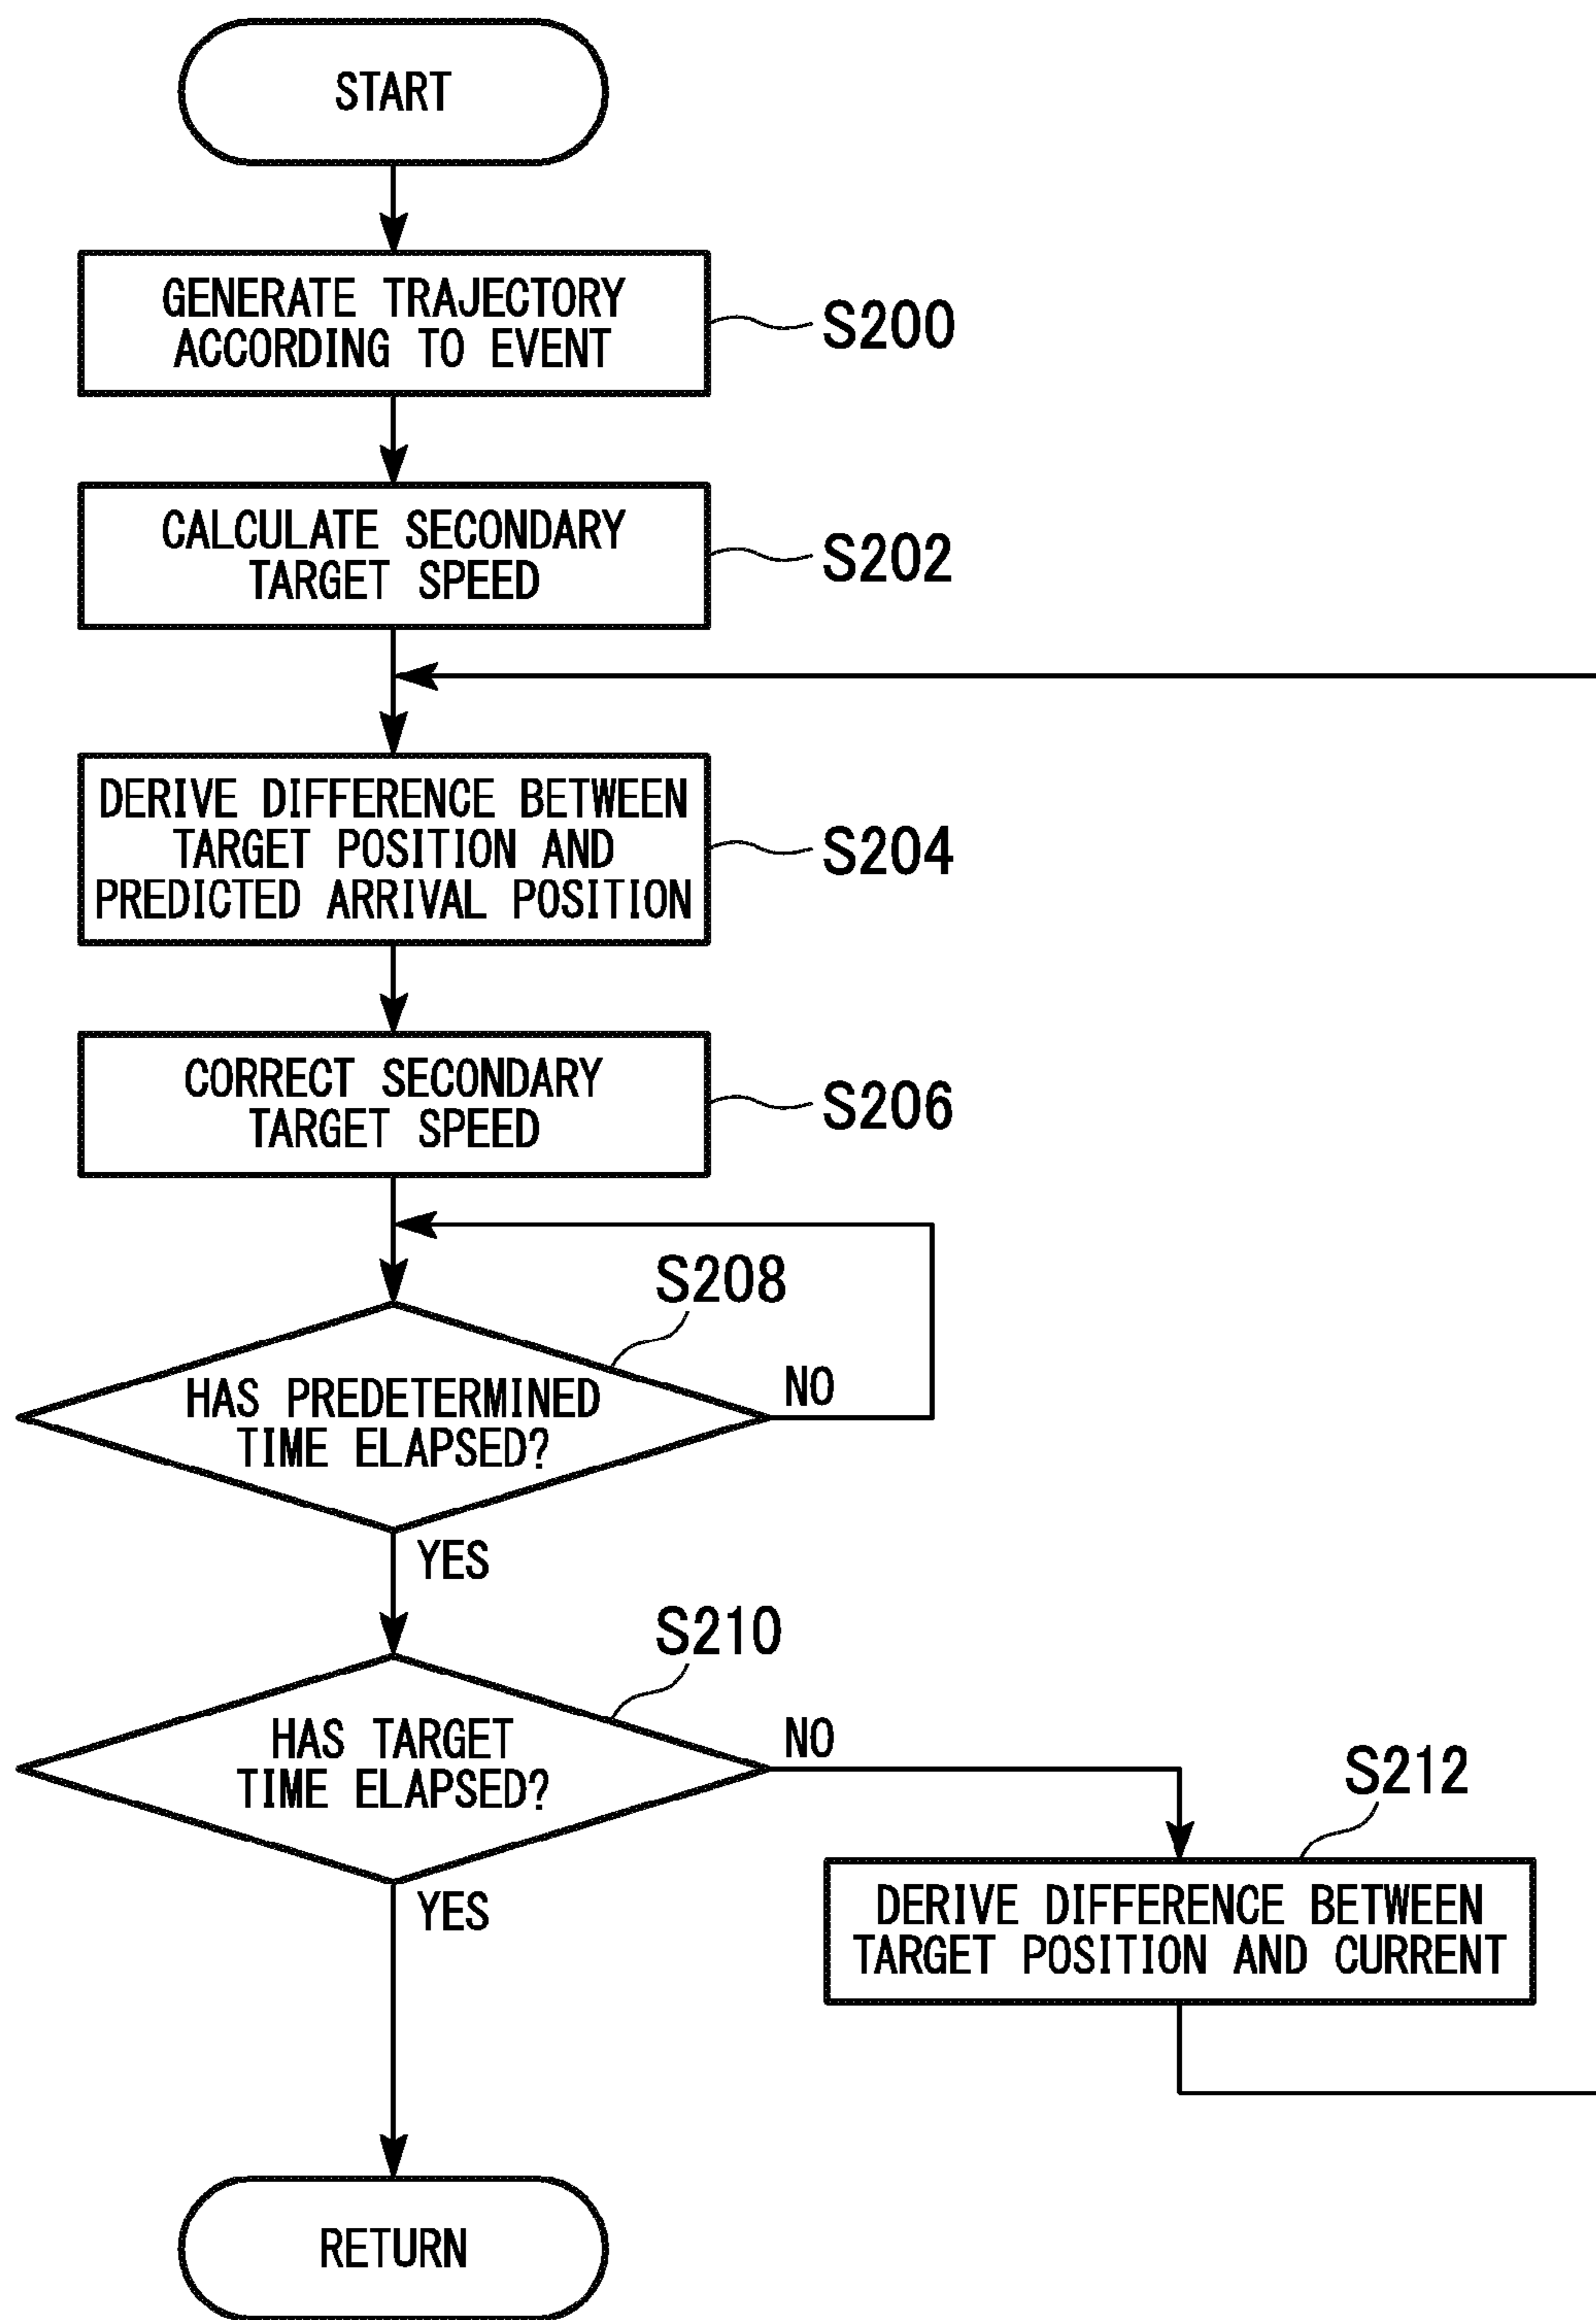 START
GENERATE TRAJECTORY
ACCORDING TO EVENT
S200
CALCULATE SECONDARY
TARGET SPEED
S202
DERIVE DIFFERENCE BETWEEN
TARGET POSITION AND
PREDICTED ARRIVAL POSITION
S204
CORRECT SECONDARY
TARGET SPEED
S206
S208
HAS PREDETERMINED
TIME ELAPSED?
NO
YES
S210
HAS TARGET
TIME ELAPSED?
NO
YES
S212
DERIVE DIFFERENCE BETWEEN
TARGET POSITION AND CURRENT
RETURN